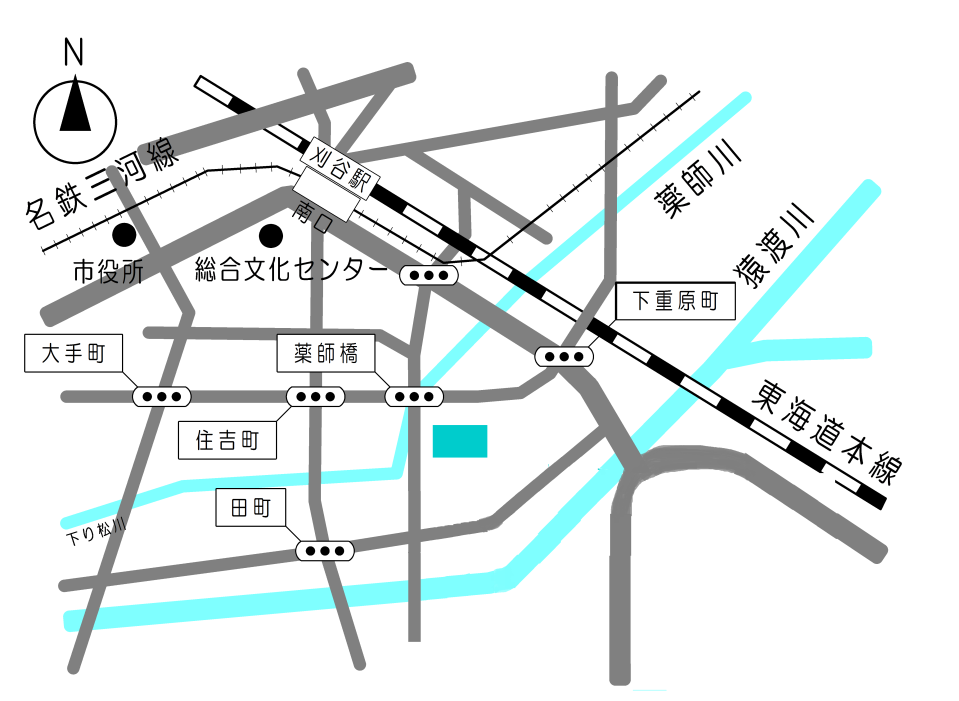 N
名鉄三河線
刈谷駅
南口
薬師川
猿渡川
市役所
総合文化センター
下重原町
大手町
薬師橋
住吉町
東海道本線
田町
下り松川